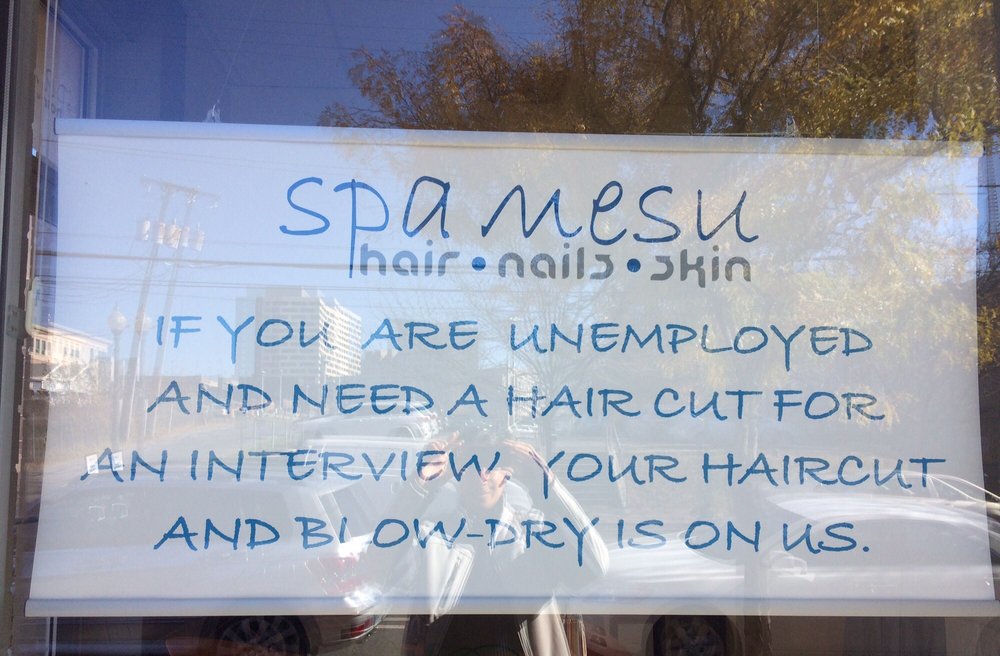 spa mesu
hair • nails • skin
IF YOU ARE UNEMPLOYED
AND NEED A HAIR CUT FOR
AN INTERVIEW. YOUR HAIRCUT
AND BLOW-DRY IS ON US.